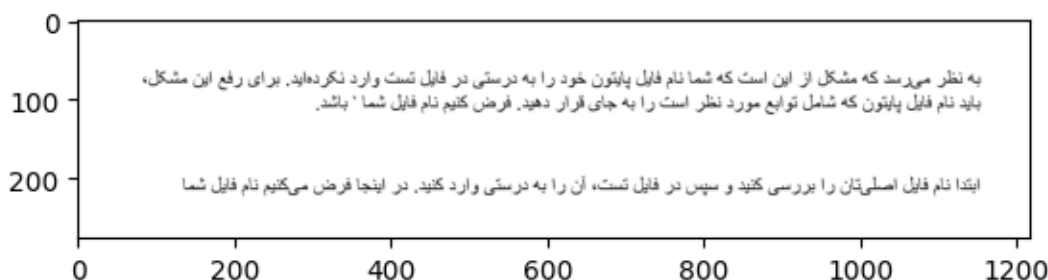 به نظر می‌رسد که مشکل از این است که شما نام فایل پایتون خود را به درستی در فایل تست وارد نکرده‌اید. برای رفع این مشکل،
باید نام فایل پایتون که شامل توابع مورد نظر است را به جای قرار دهید. فرض کنیم نام فایل شما ` باشد.
ابتدا نام فایل اصلی‌تان را بررسی کنید و سپس در فایل تست، آن را به درستی وارد کنید. در اینجا فرض می‌کنیم نام فایل شما
0
100
200
0 200 400 600 800 1000 1200